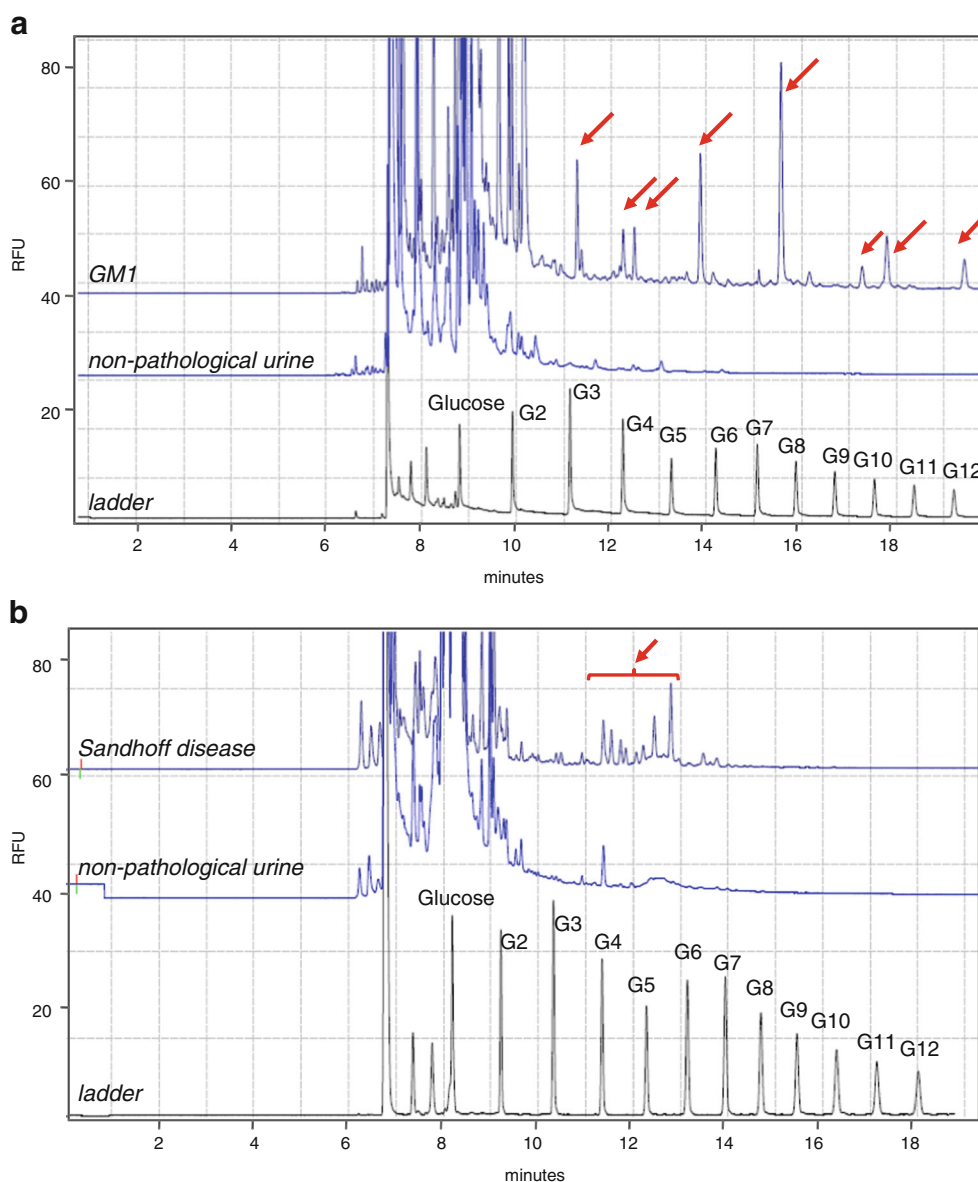 a
80
60
40
20
RFU
GM1
non-pathological urine
ladder
Glucose
G2
G3
G4
G5
G6
G7
G8
G9
G10
G11
G12
2 4 6 8 10 12 14 16 18
minutes
b
80
60
40
20
RFU
Sandhoff disease
non-pathological urine
ladder
Glucose
G2
G3
G4
G5
G6
G7
G8
G9
G10
G11
G12
2 4 6 8 10 12 14 16 18
minutes